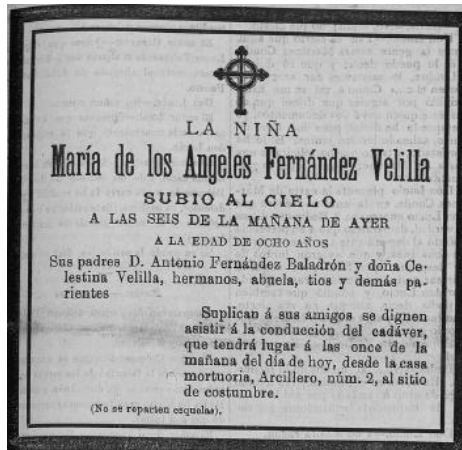 LA NIÑA
María de los Angeles Fernández Velilla
SUBIO AL CIELO
A LAS SEIS DE LA MAÑANA DE AYER
A LA EDAD DE OCHO AÑOS
Sus padres D. Antonio Fernández Baladrón y doña Ce-
lestina Velilla, hermanos, abuela, tios y demás pa-
rientes
Suplican á sus amigos se dignen
asistir á la conducción del cadáver,
que tendrá lugar á las once de la
mañana del día de hoy, desde la casa
mortuoria, Arcillero, núm. 2, al sitio
de costumbre.
(No se reparten esquelas).